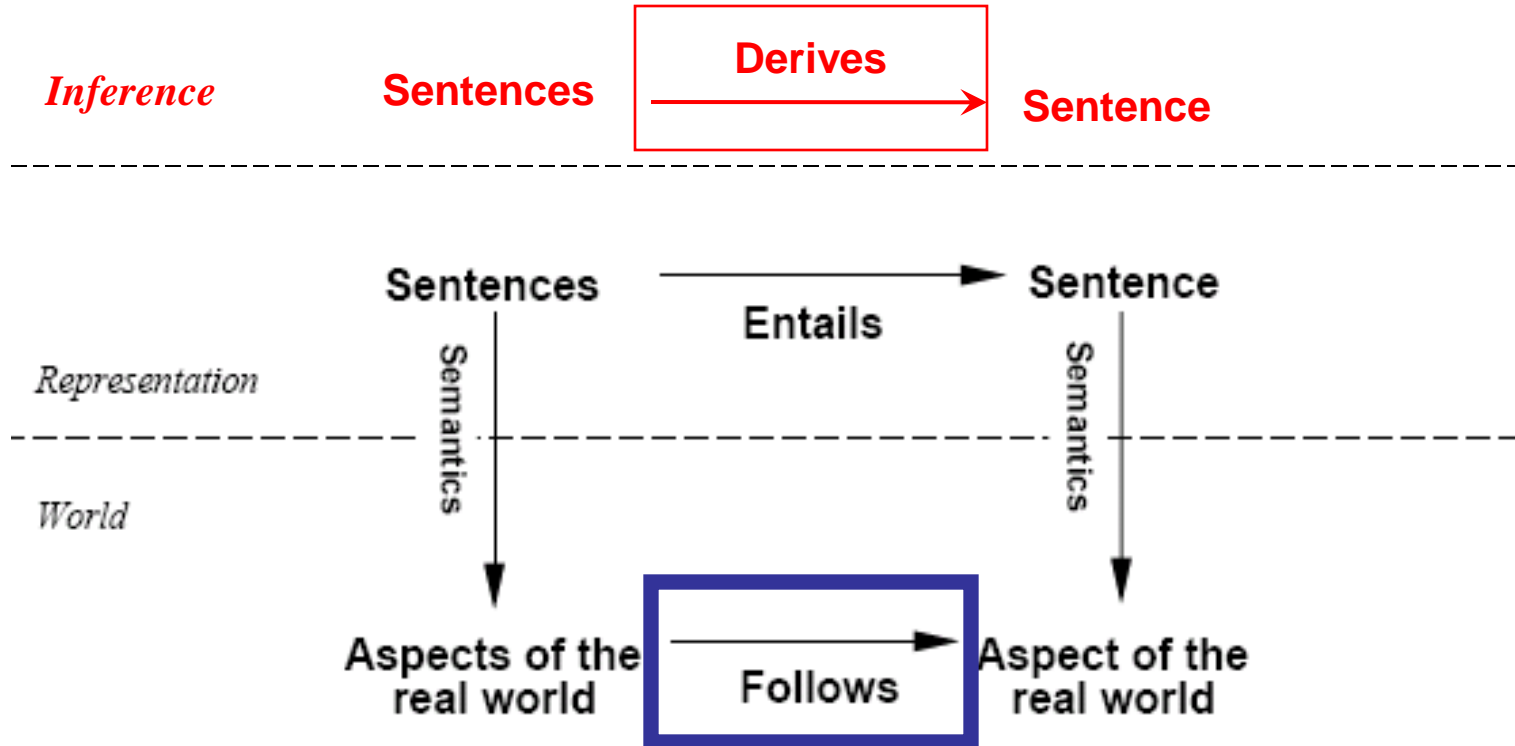 Derives
Inference Sentences Sentence
Sentences Sentence
Entails
Semantics Semantics
Representation
World
Aspects of the Aspect of the
real world Follows real world